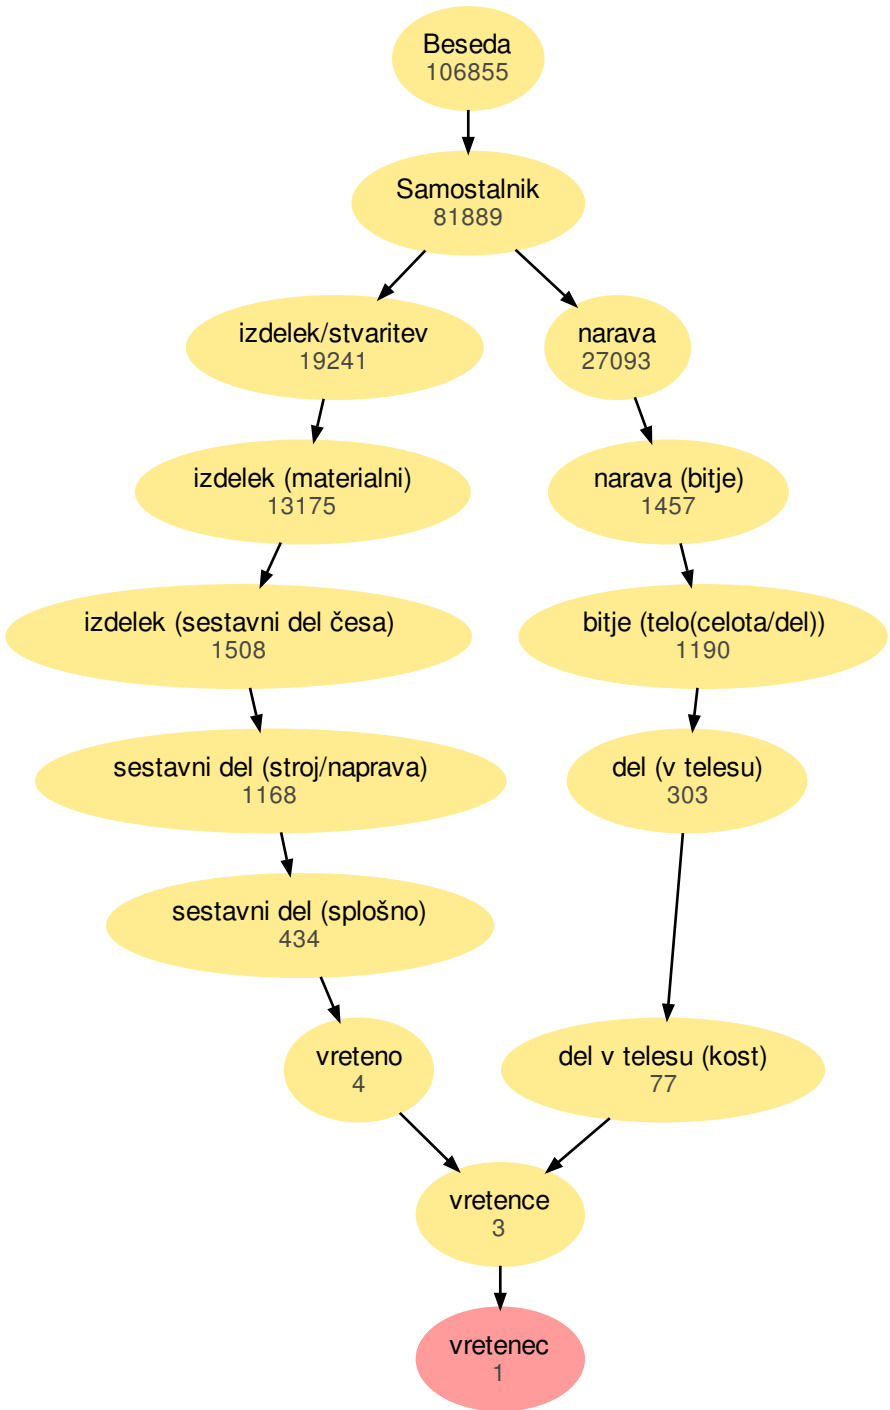 Beseda
106855
Samostalnik
81889
izdelek/stvaritev
19241
narava
27093
izdelek (materialni)
13175
narava (bitje)
1457
izdelek (sestavni del česa)
1508
bitje (telo(celota/del))
1190
sestavni del (stroj/naprava)
1168
del (v telesu)
303
sestavni del (splošno)
434
vreteno
4
del v telesu (kost)
77
vretence
3
vretenec
1